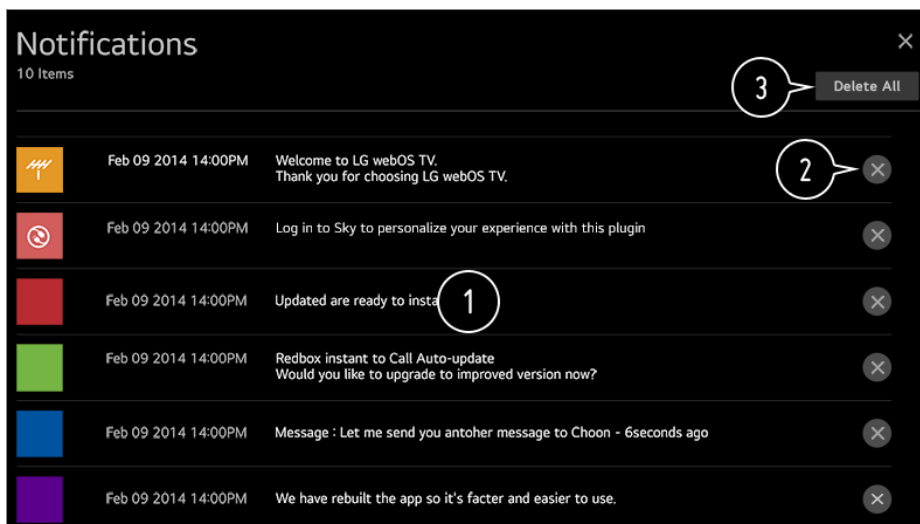 Notifications
10 Items
3
Delete All
Feb 09 2014 14:00PM
Welcome to LG webOS TV.
Thank you for choosing LG webOS TV.
2
Feb 09 2014 14:00PM
Log in to Sky to personalize your experience with this plugin
Feb 09 2014 14:00PM
Updated are ready to insta
1
Feb 09 2014 14:00PM
Redbox instant to Call Auto-update
Would you like to upgrade to improved version now?
Feb 09 2014 14:00PM
Message : Let me send you antoher message to Choon - 6seconds ago
Feb 09 2014 14:00PM
We have rebuilt the app so it's facter and easier to use.